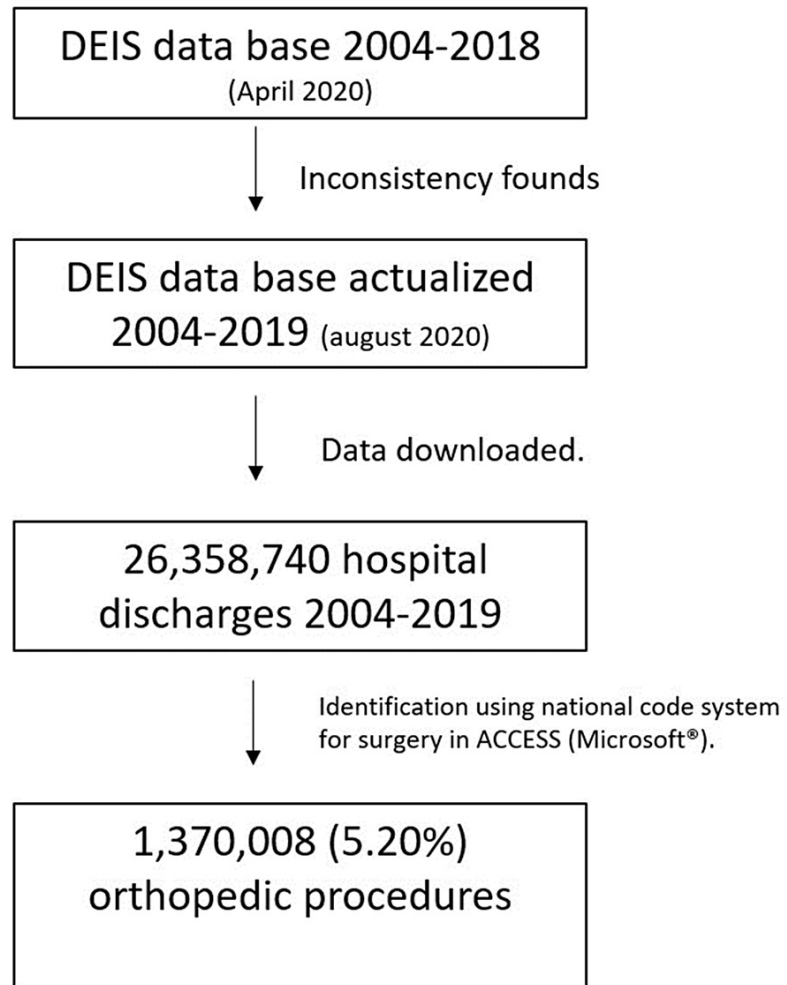 DEIS data base 2004-2018
(April 2020)
Inconsistency founds
DEIS data base actualized
2004-2019 (august 2020)
Data downloaded.
26,358,740 hospital
discharges 2004-2019
Identification using national code system
for surgery in ACCESS (Microsoft®).
1,370,008 (5.20%)
orthopedic procedures